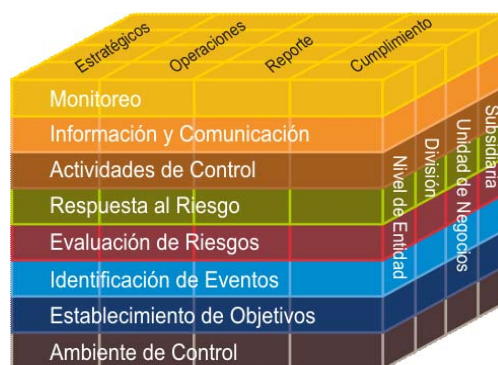 Estratégicos
Operaciones
Reporte
Cumplimiento
Monitoreo
Información y Comunicación
Actividades de Control
Respuesta al Riesgo
Evaluación de Riesgos
Identificación de Eventos
Establecimiento de Objetivos
Ambiente de Control
Nivel de Entidad
División
Unidad de Negocios
Subsidiaria